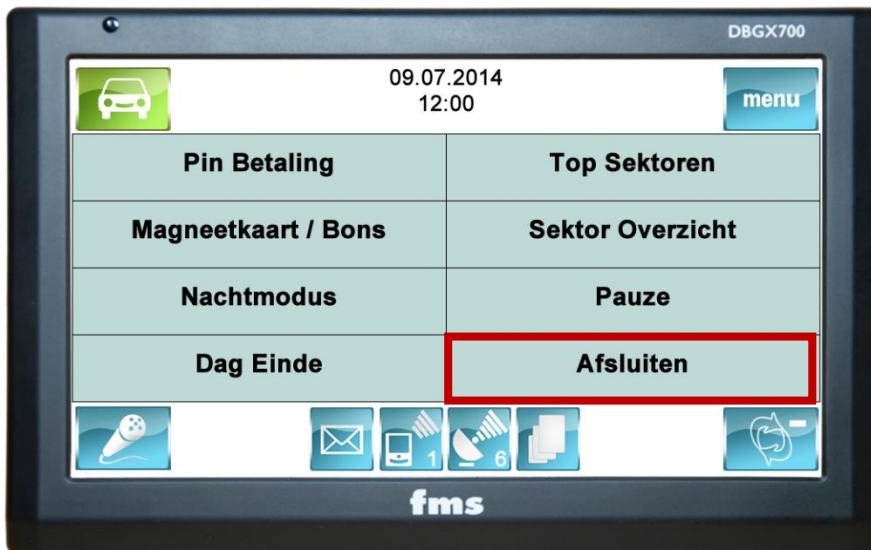 DBGX700
09.07.2014
12:00
menu
Pin Betaling
Top Sektoren
Magneetkaart / Bons
Sektor Overzicht
Nachtmodus
Pauze
Dag Einde
Afsluiten
1
6
fms